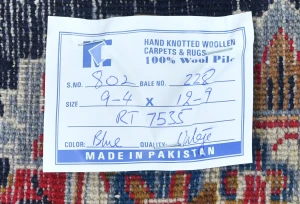 HAND KNOTTED WOOLLEN
CARPETS & RUGS
100% Wool Pile
S.NO. 802 BALE NO. 228
SIZE 9-4 x 12-9
RT 7535
COLOR: Blue QUALITY:
MADE IN PAKISTAN